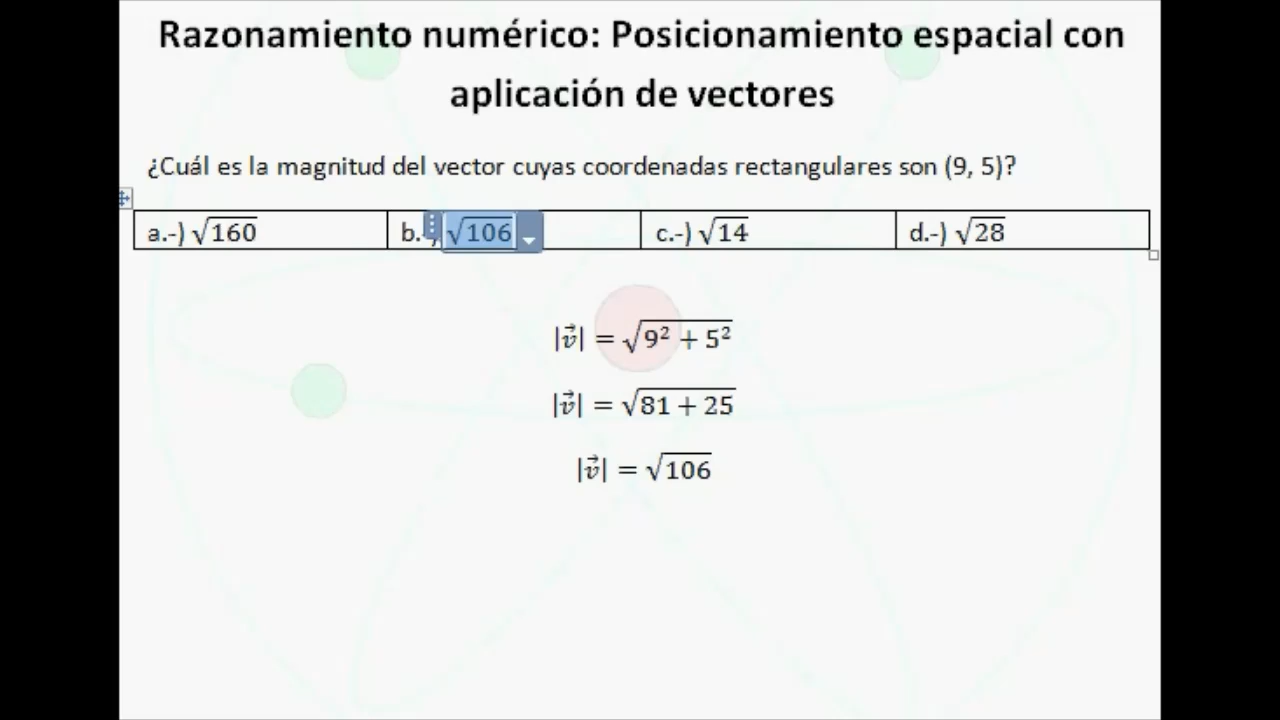 Razonamiento numérico: Posicionamiento espacial con
aplicación de vectores
¿Cuál es la magnitud del vector cuyas coordenadas rectangulares son (9, 5)?
a.-) √160 b.-) √106 c.-) √14 d.-) √28
|v⃗| = √(9² + 5²)
|v⃗| = √(81 + 25)
|v⃗| = √106